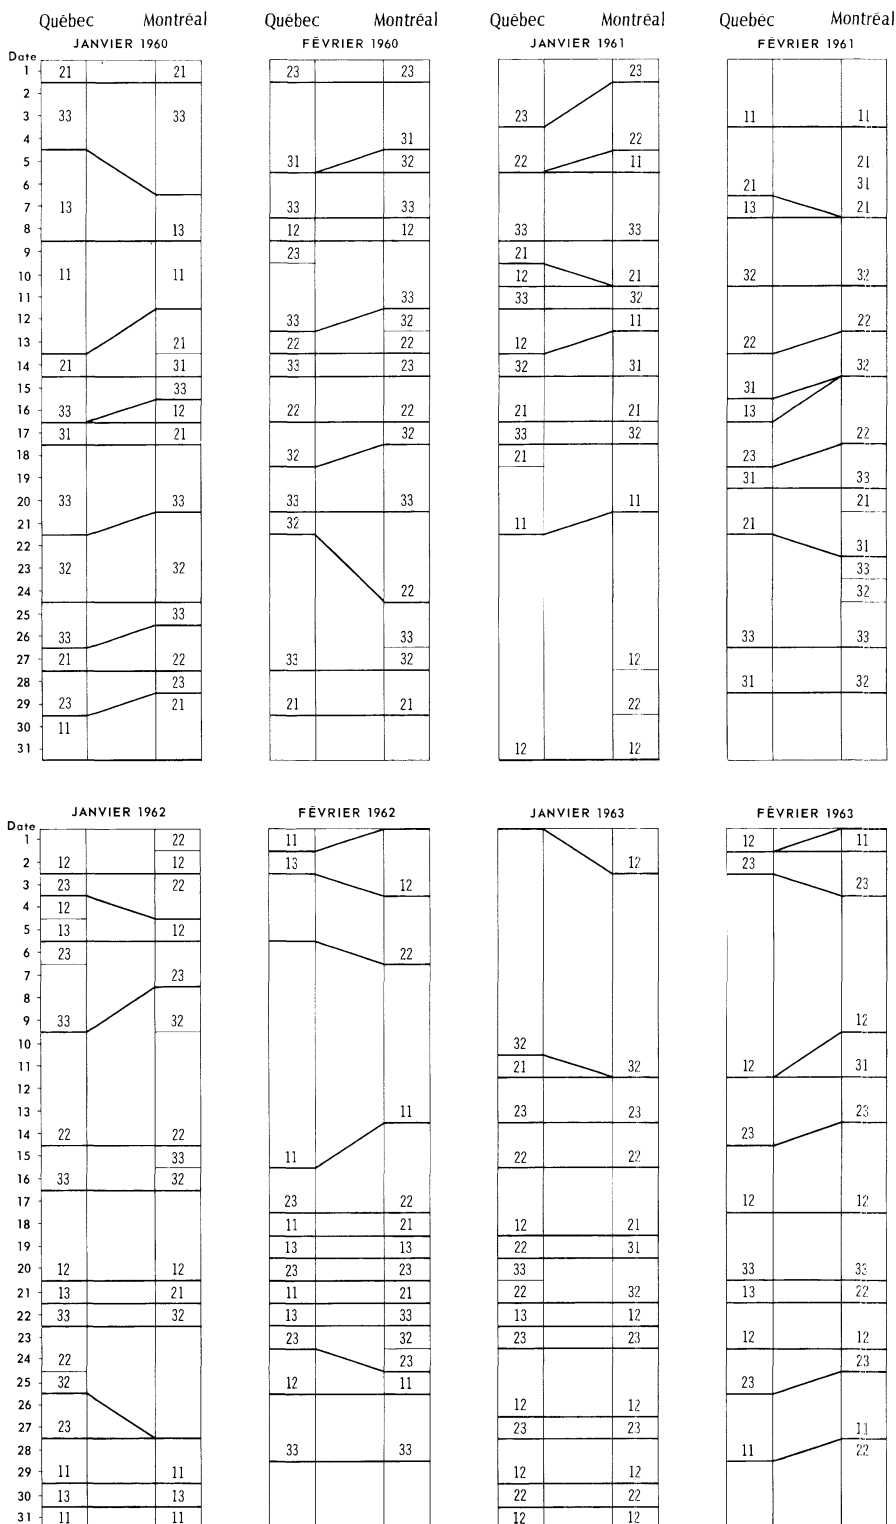 Québec Montréal Québec Montréal Québec Montréal Québec Montréal
JANVIER 1960 FÉVRIER 1960 JANVIER 1961 FÉVRIER 1961
Date
1 21 21 23 23 23
2
3 33 33 23 11 11
4 31 22
5 31 32 22 11 21
6 21 31
7 13 33 33 13 21
8 13 12 12 33 33
9 23 21
10 11 11 12 21 32 32
11 33 33 32
12 33 32 11 22
13 21 22 22 12 22
14 21 31 33 23 32 31 32
15 33 31
16 33 12 22 22 21 21 13
17 31 21 32 33 32 22
18 32 21 23
19 31 33
20 33 33 33 33 11 21
21 32 11 21
22 31
23 32 32 33
24 22 32
25 33
26 33 33 33 33
27 21 22 33 32 12
28 23 31 32
29 23 21 21 21 22
30 11
31 12 12
JANVIER 1962 FÉVRIER 1962 JANVIER 1963 FÉVRIER 1963
Date
1 22 11 12 11
2 12 12 13 12 23
3 23 22 12 23
4 12
5 13 12
6 23 22
7 23
8
9 33 32 12
10 32
11 21 32 12 31
12
13 11 23 23 23
14 22 22 23
15 33 11 22 22
16 33 32
17 23 22 12 12
18 11 21 12 21
19 13 13 22 31
20 12 12 23 23 33 33 33
21 13 21 11 21 22 32 13 22
22 33 32 13 33 13 12
23 23 32 23 23 12 12
24 22 23 23
25 32 12 11 23
26 12 12
27 23 23 23 11
28 33 33 11 22
29 11 11 12 12
30 13 13 22 22
31 11 11 12 12